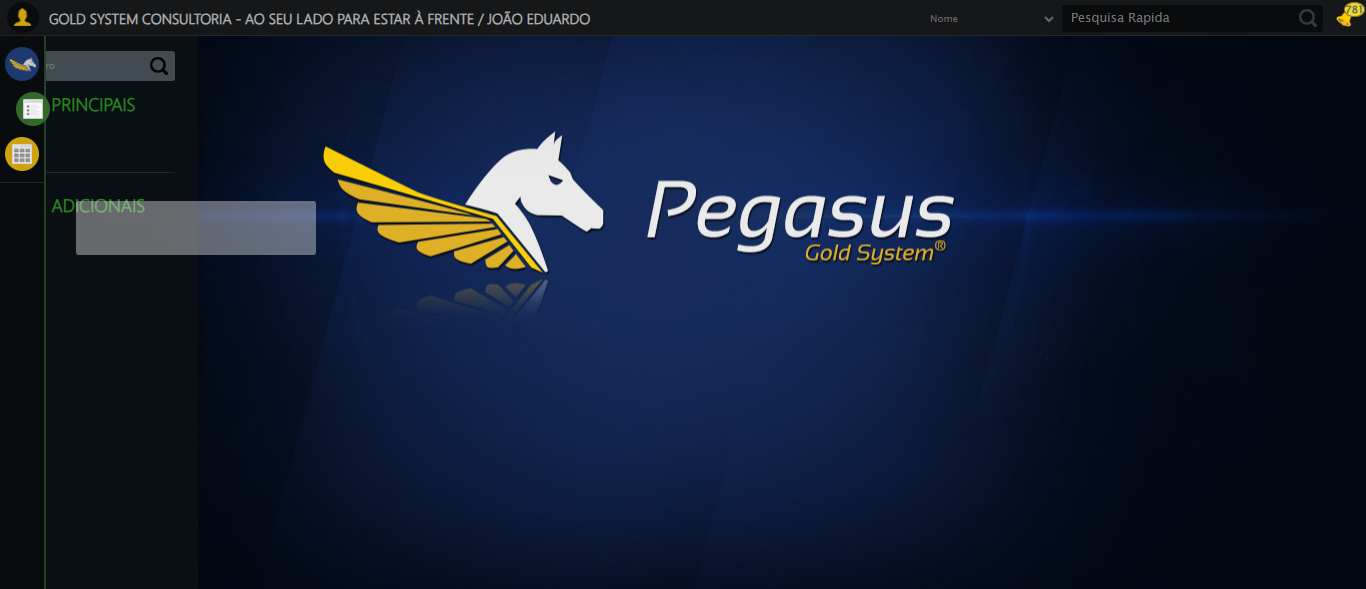 GOLD SYSTEM CONSULTORIA - AO SEU LADO PARA ESTAR À FRENTE / JOÃO EDUARDO
Nome
Pesquisa Rapida
781
ro
PRINCIPAIS
ADICIONAIS
Pegasus
Gold System®